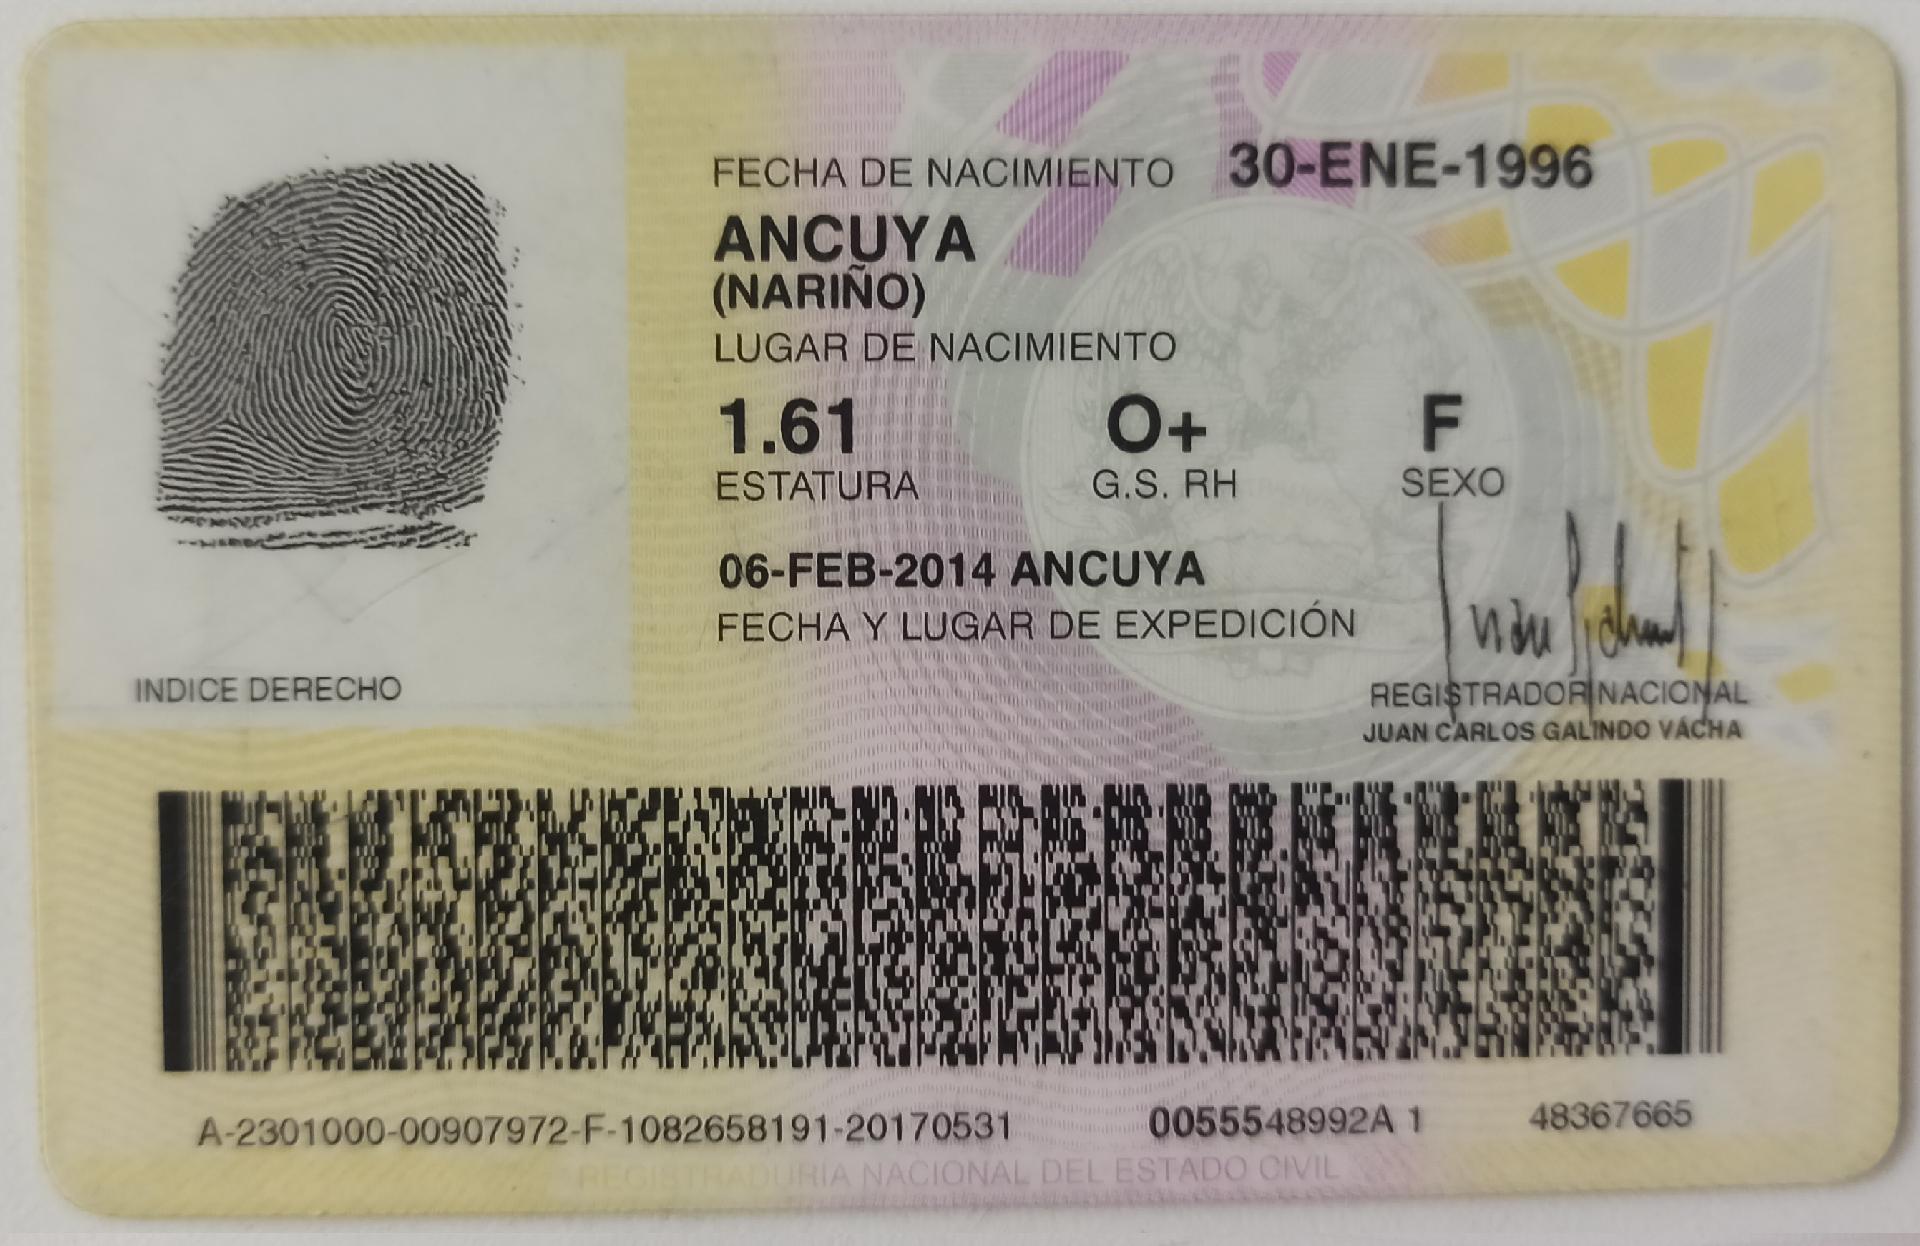 FECHA DE NACIMIENTO 30-ENE-1996
ANCUYA
(NARIÑO)
LUGAR DE NACIMIENTO
1.61 O+ F
ESTATURA G.S. RH SEXO
06-FEB-2014 ANCUYA
FECHA Y LUGAR DE EXPEDICIÓN
INDICE DERECHO
REGISTRADOR NACIONAL
JUAN CARLOS GALINDO VÁCHA
A-2301000-00907972-F-1082658191-20170531 0055548992A 1 48367665
REGISTRADURIA NACIONAL DEL ESTADO CIVIL